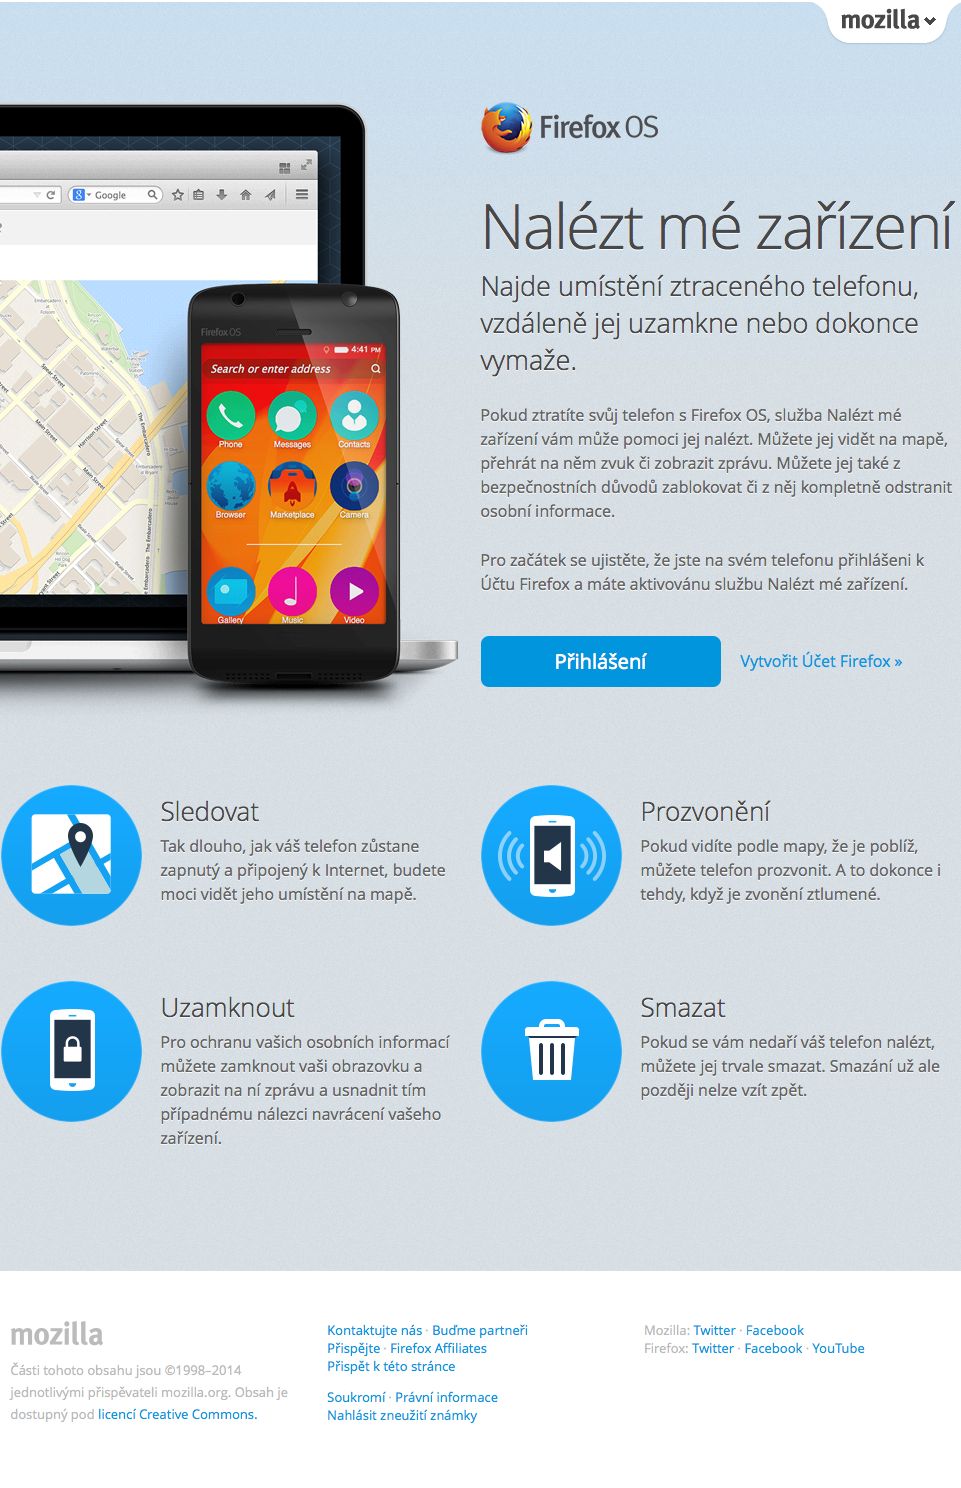 mozilla
Firefox OS
Nalézt mé zařízení
Najde umístění ztraceného telefonu,
vzdáleně jej uzamkne nebo dokonce
vymaže.
Pokud ztratíte svůj telefon s Firefox OS, služba Nalézt mé
zařízení vám může pomoci jej nalézt. Můžete jej vidět na mapě,
přehrát na něm zvuk či zobrazit zprávu. Můžete jej také z
bezpečnostních důvodů zablokovat či z něj kompletně odstranit
osobní informace.
Pro začátek se ujistěte, že jste na svém telefonu přihlášeni k
Účtu Firefox a máte aktivovánu službu Nalézt mé zařízení.
Přihlášení
Vytvořit Účet Firefox »
Google
Firefox OS
4:41 PM
Search or enter address
Phone Messages Contacts
Browser Marketplace Camera
Gallery Music Video
Main Street
Harrison Street
The Embarcadero
Sledovat
Tak dlouho, jak váš telefon zůstane
zapnutý a připojený k Internet, budete
moci vidět jeho umístění na mapě.
Prozvonění
Pokud vidíte podle mapy, že je poblíž,
můžete telefon prozvonit. A to dokonce i
tehdy, když je zvonění ztlumené.
Uzamknout
Pro ochranu vašich osobních informací
můžete zamknout vaši obrazovku a
zobrazit na ní zprávu a usnadnit tím
případnému nálezci navrácení vašeho
zařízení.
Smazat
Pokud se vám nedaří váš telefon nalézt,
můžete jej trvale smazat. Smazání už ale
později nelze vzít zpět.
mozilla
Části tohoto obsahu jsou ©1998–2014
jednotlivými přispěvateli mozilla.org. Obsah je
dostupný pod licencí Creative Commons.
Kontaktujte nás · Buďme partneři
Přispějte · Firefox Affiliates
Přispět k této stránce
Soukromí · Právní informace
Nahlásit zneužití známky
Mozilla: Twitter · Facebook
Firefox: Twitter · Facebook · YouTube